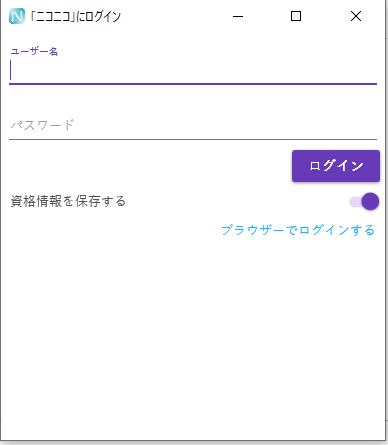 「ニコニコ」にログイン
ユーザー名
パスワード
ログイン
資格情報を保存する
ブラウザーでログインする